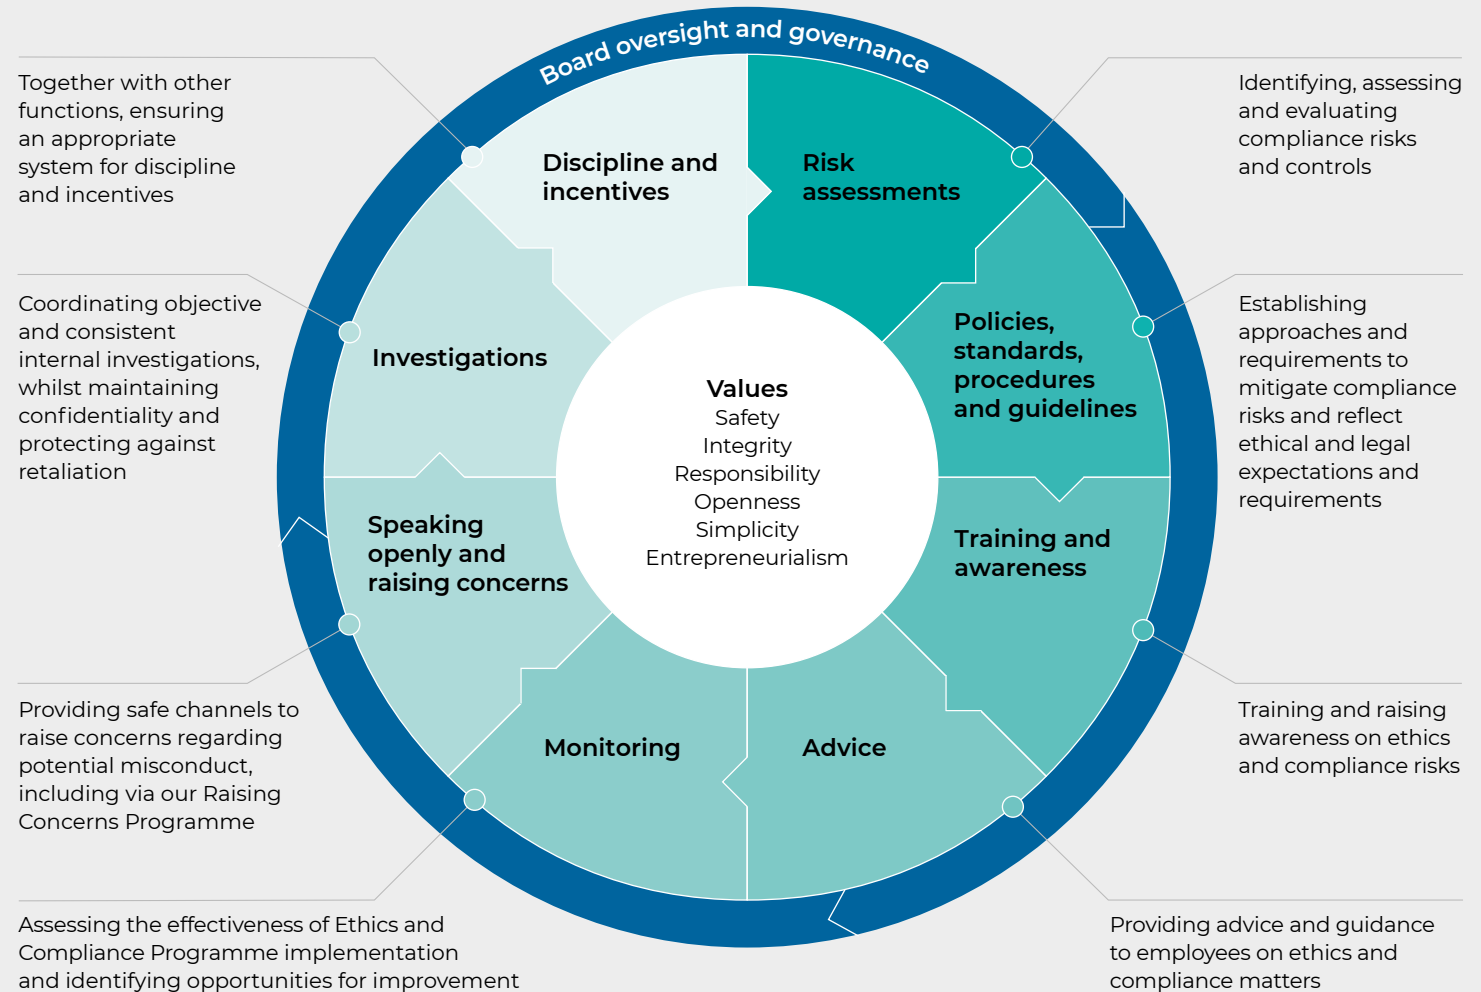 Board oversight and governance
Together with other
functions, ensuring
an appropriate
system for discipline
and incentives
Discipline and
incentives
Risk
assessments
Identifying, assessing
and evaluating
compliance risks
and controls
Coordinating objective
and consistent
internal investigations,
whilst maintaining
confidentiality and
protecting against
retaliation
Investigations
Policies,
standards,
procedures
and guidelines
Establishing
approaches and
requirements to
mitigate compliance
risks and reflect
ethical and legal
expectations and
requirements
Values
Safety
Integrity
Responsibility
Openness
Simplicity
Entrepreneurialism
Speaking
openly and
raising concerns
Training and
awareness
Providing safe channels to
raise concerns regarding
potential misconduct,
including via our Raising
Concerns Programme
Monitoring
Advice
Training and raising
awareness on ethics
and compliance risks
Assessing the effectiveness of Ethics and
Compliance Programme implementation
and identifying opportunities for improvement
Providing advice and guidance
to employees on ethics and
compliance matters